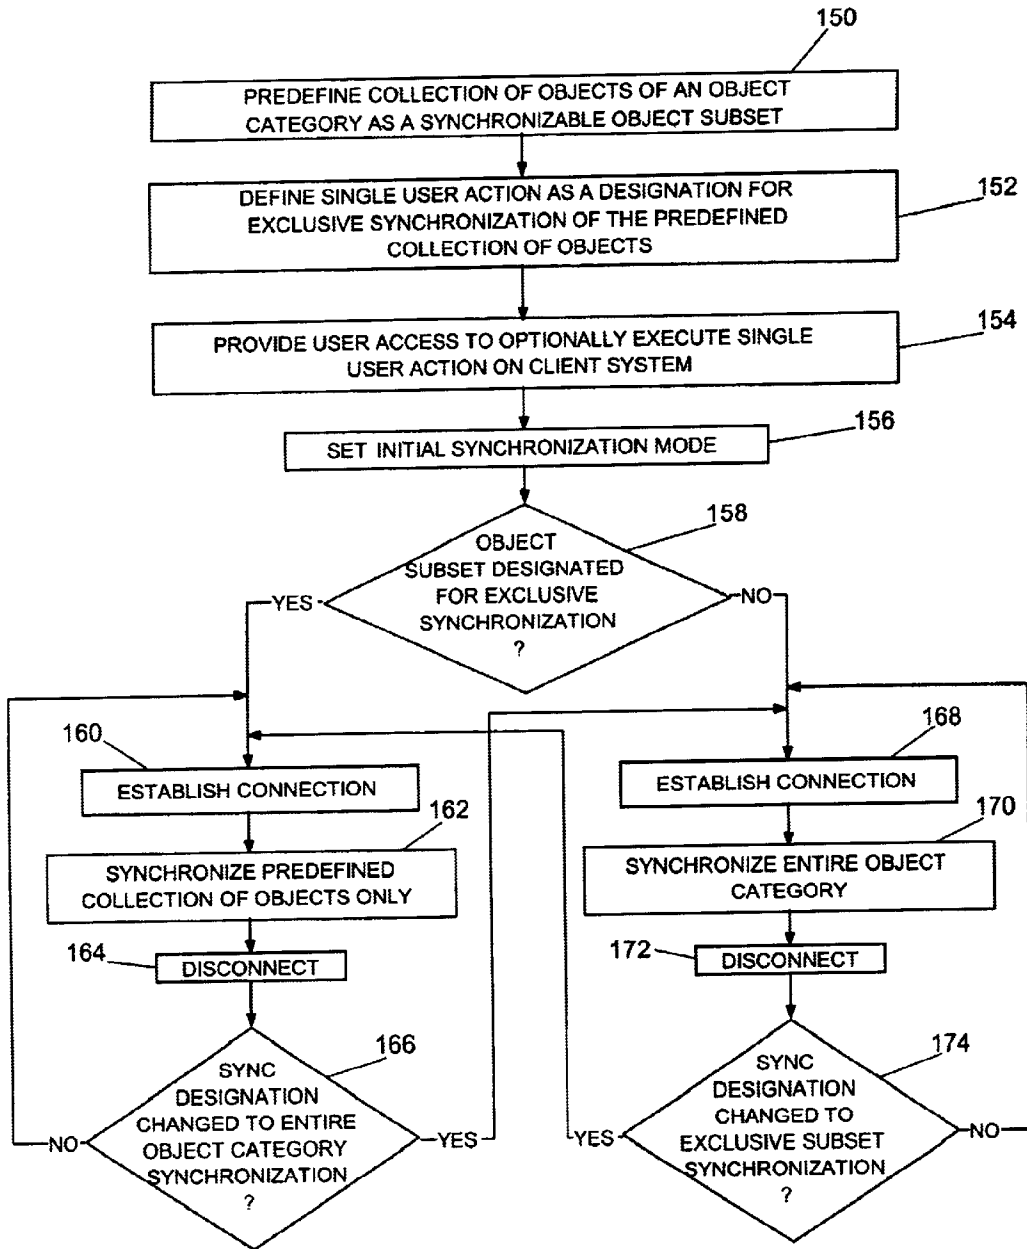 150
PREDEFINE COLLECTION OF OBJECTS OF AN OBJECT
CATEGORY AS A SYNCHRONIZABLE OBJECT SUBSET
DEFINE SINGLE USER ACTION AS A DESIGNATION FOR
EXCLUSIVE SYNCHRONIZATION OF THE PREDEFINED
COLLECTION OF OBJECTS
152
PROVIDE USER ACCESS TO OPTIONALLY EXECUTE SINGLE
USER ACTION ON CLIENT SYSTEM
154
SET INITIAL SYNCHRONIZATION MODE
156
158
OBJECT
SUBSET DESIGNATED
FOR EXCLUSIVE
SYNCHRONIZATION
?
YES
NO
160
ESTABLISH CONNECTION
162
SYNCHRONIZE PREDEFINED
COLLECTION OF OBJECTS ONLY
164
DISCONNECT
166
SYNC
DESIGNATION
CHANGED TO ENTIRE
OBJECT CATEGORY
SYNCHRONIZATION
?
NO
YES
168
ESTABLISH CONNECTION
170
SYNCHRONIZE ENTIRE OBJECT
CATEGORY
172
DISCONNECT
174
SYNC
DESIGNATION
CHANGED TO
EXCLUSIVE SUBSET
SYNCHRONIZATION
?
YES
NO